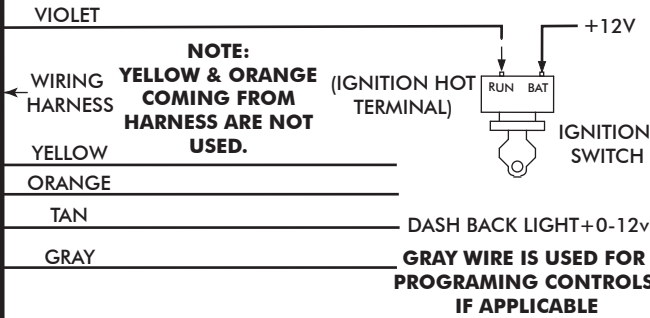 VIOLET
+12V
NOTE:
YELLOW & ORANGE
COMING FROM
HARNESS ARE NOT
USED.
WIRING
HARNESS
(IGNITION HOT
TERMINAL)
RUN BAT
IGNITION
SWITCH
YELLOW
ORANGE
TAN
DASH BACK LIGHT+0-12v
GRAY
GRAY WIRE IS USED FOR
PROGRAMING CONTROLS
IF APPLICABLE